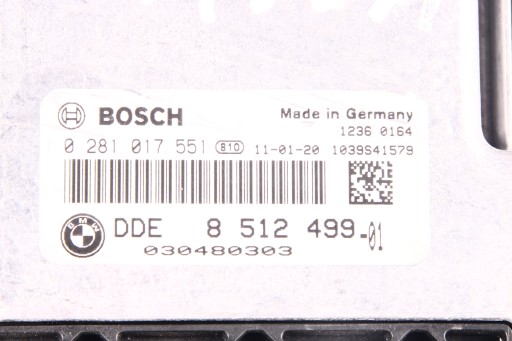 BOSCH Made in Germany
1236 0164
0 281 017 551 810 11-01-20 1039S41579
BMW DDE 8 512 499-01
030480303